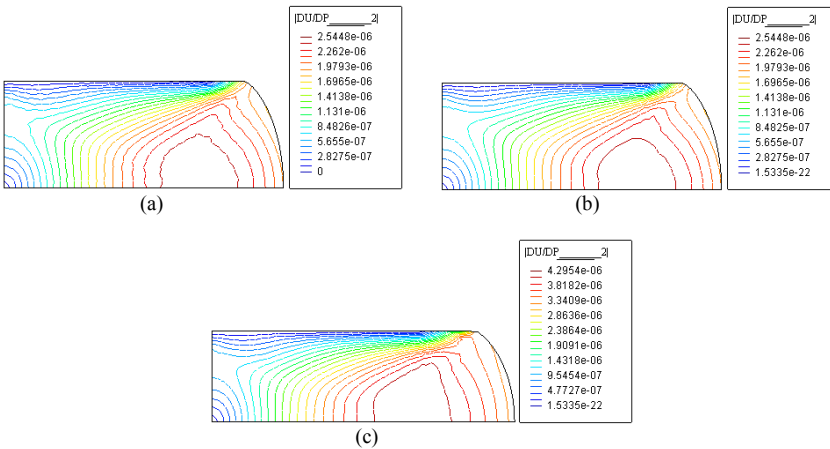 |DU/DP_______2|
2.5448e-06
2.262e-06
1.9793e-06
1.6965e-06
1.4138e-06
1.131e-06
8.4826e-07
5.655e-07
2.8275e-07
0
(a)
|DU/DP_______2|
2.5448e-06
2.262e-06
1.9793e-06
1.6965e-06
1.4138e-06
1.131e-06
8.4825e-07
5.655e-07
2.8275e-07
1.5335e-22
(b)
|DU/DP_______2|
4.2954e-06
3.8182e-06
3.3409e-06
2.8636e-06
2.3864e-06
1.9091e-06
1.4318e-06
9.5454e-07
4.7727e-07
1.5335e-22
(c)